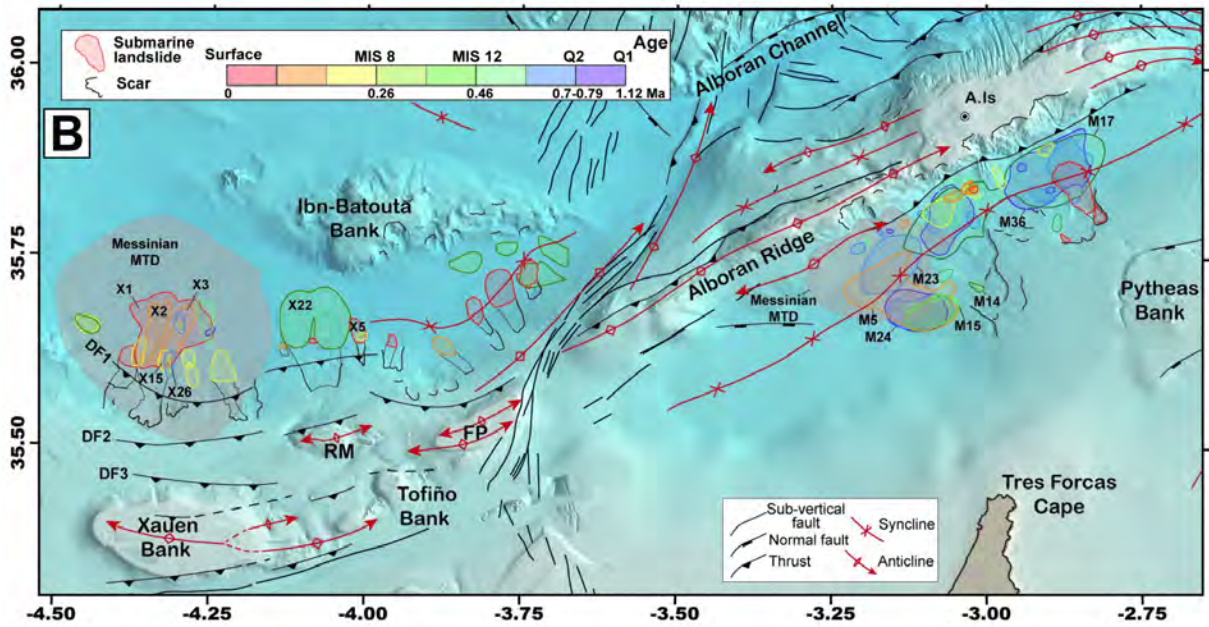 Submarine
landslide
Scar
Age
Surface MIS 8 MIS 12 Q2 Q1
0 0.26 0.46 0.7-0.79 1.12 Ma
B
36.00
35.75
35.50
Alboran Channel
A.Is
M17
Ibn-Batouta
Bank
Messinian
MTD
X1
X2
X3
X22
X5
X15
X26
DF1
DF2
DF3
Alboran Ridge
M36
Messinian
MTD
M23
M14
M5
M24
M15
Pytheas
Bank
RM
FP
Tofiño
Bank
Xauen
Bank
Tres Forcas
Cape
Sub-vertical
fault
Normal fault
Thrust
Syncline
Anticline
-4.50 -4.25 -4.00 -3.75 -3.50 -3.25 -3.00 -2.75